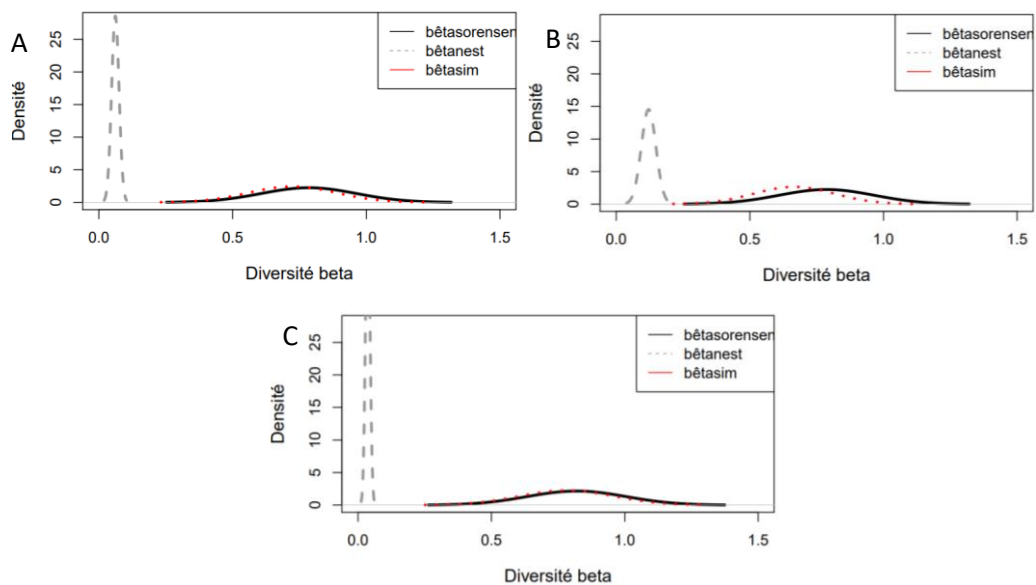 A
bêtasorensen
bêtanest
bêtasim
Densité
0
5
10
15
20
25
0.0 0.5 1.0 1.5
Diversité beta
B
bêtasorensen
bêtanest
bêtasim
Densité
0
5
10
15
20
25
0.0 0.5 1.0 1.5
Diversité beta
C
bêtasorensen
bêtanest
bêtasim
Densité
0
5
10
15
20
25
0.0 0.5 1.0 1.5
Diversité beta